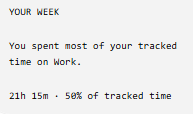 YOUR WEEK
You spent most of your tracked
time on Work.
21h 15m · 50% of tracked time